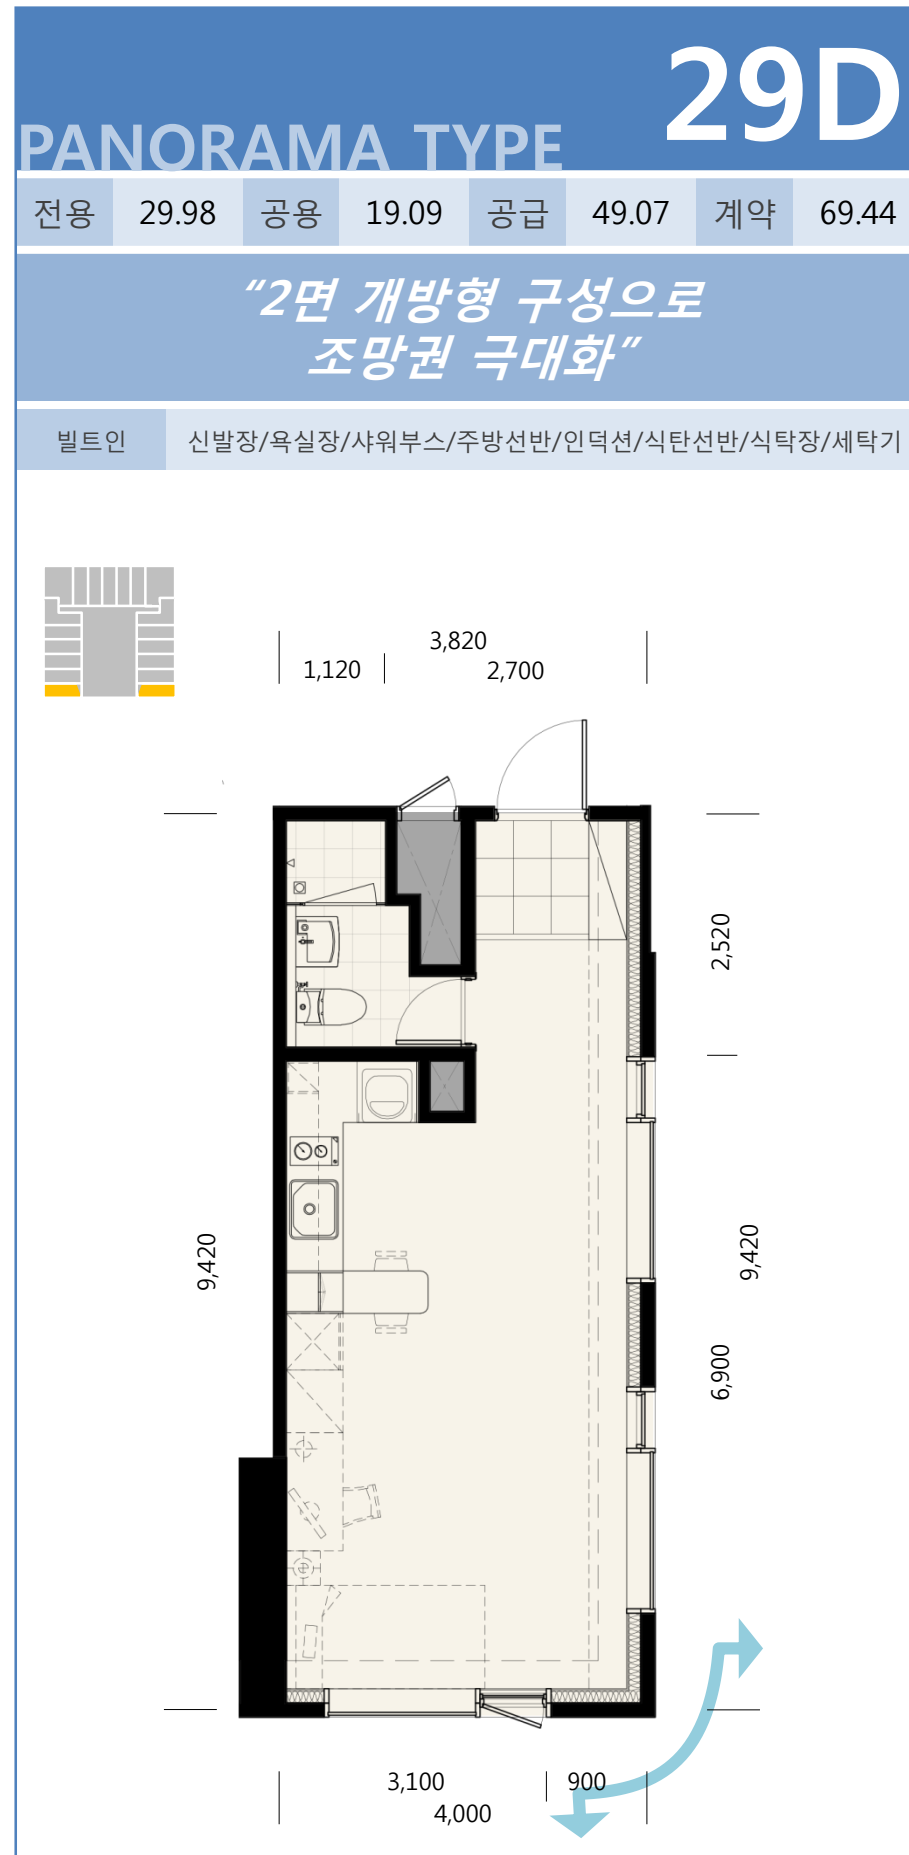 29D
PANORAMA TYPE
전용 29.98 공용 19.09 공급 49.07 계약 69.44
“2면 개방형 구성으로
조망권 극대화”
빌트인 신발장/욕실장/샤워부스/주방선반/인덕션/식탄선반/식탁장/세탁기
3,820
1,120 2,700
2,520
9,420
9,420
6,900
3,100 900
4,000